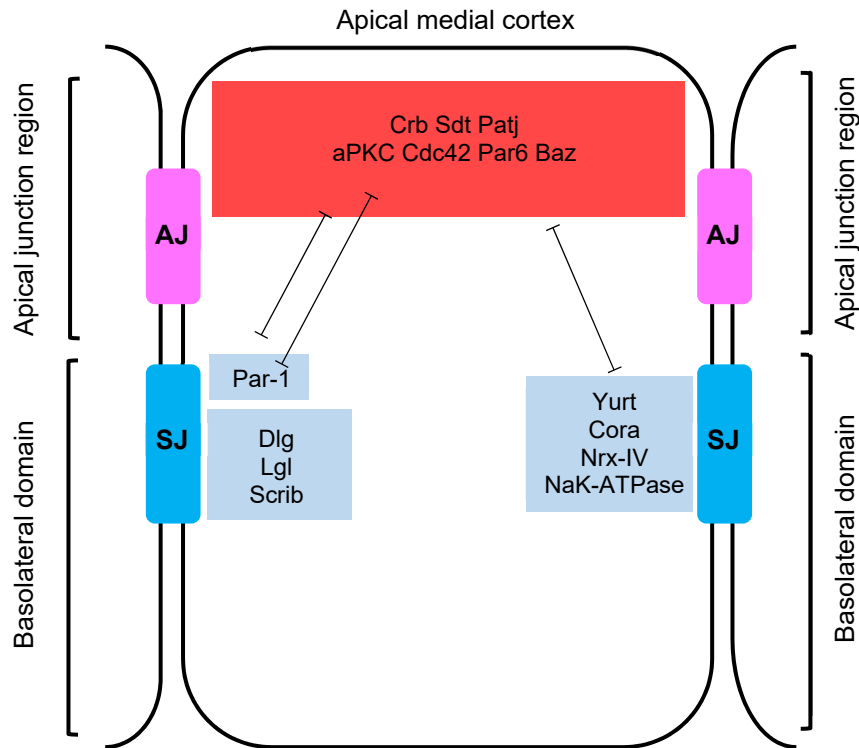 Apical medial cortex
Apical junction region
Apical junction region
Crb Sdt Patj
aPKC Cdc42 Par6 Baz
AJ
AJ
Par-1
Dlg
Lgl
Scrib
SJ
Yurt
Cora
Nrx-IV
NaK-ATPase
SJ
Basolateral domain
Basolateral domain